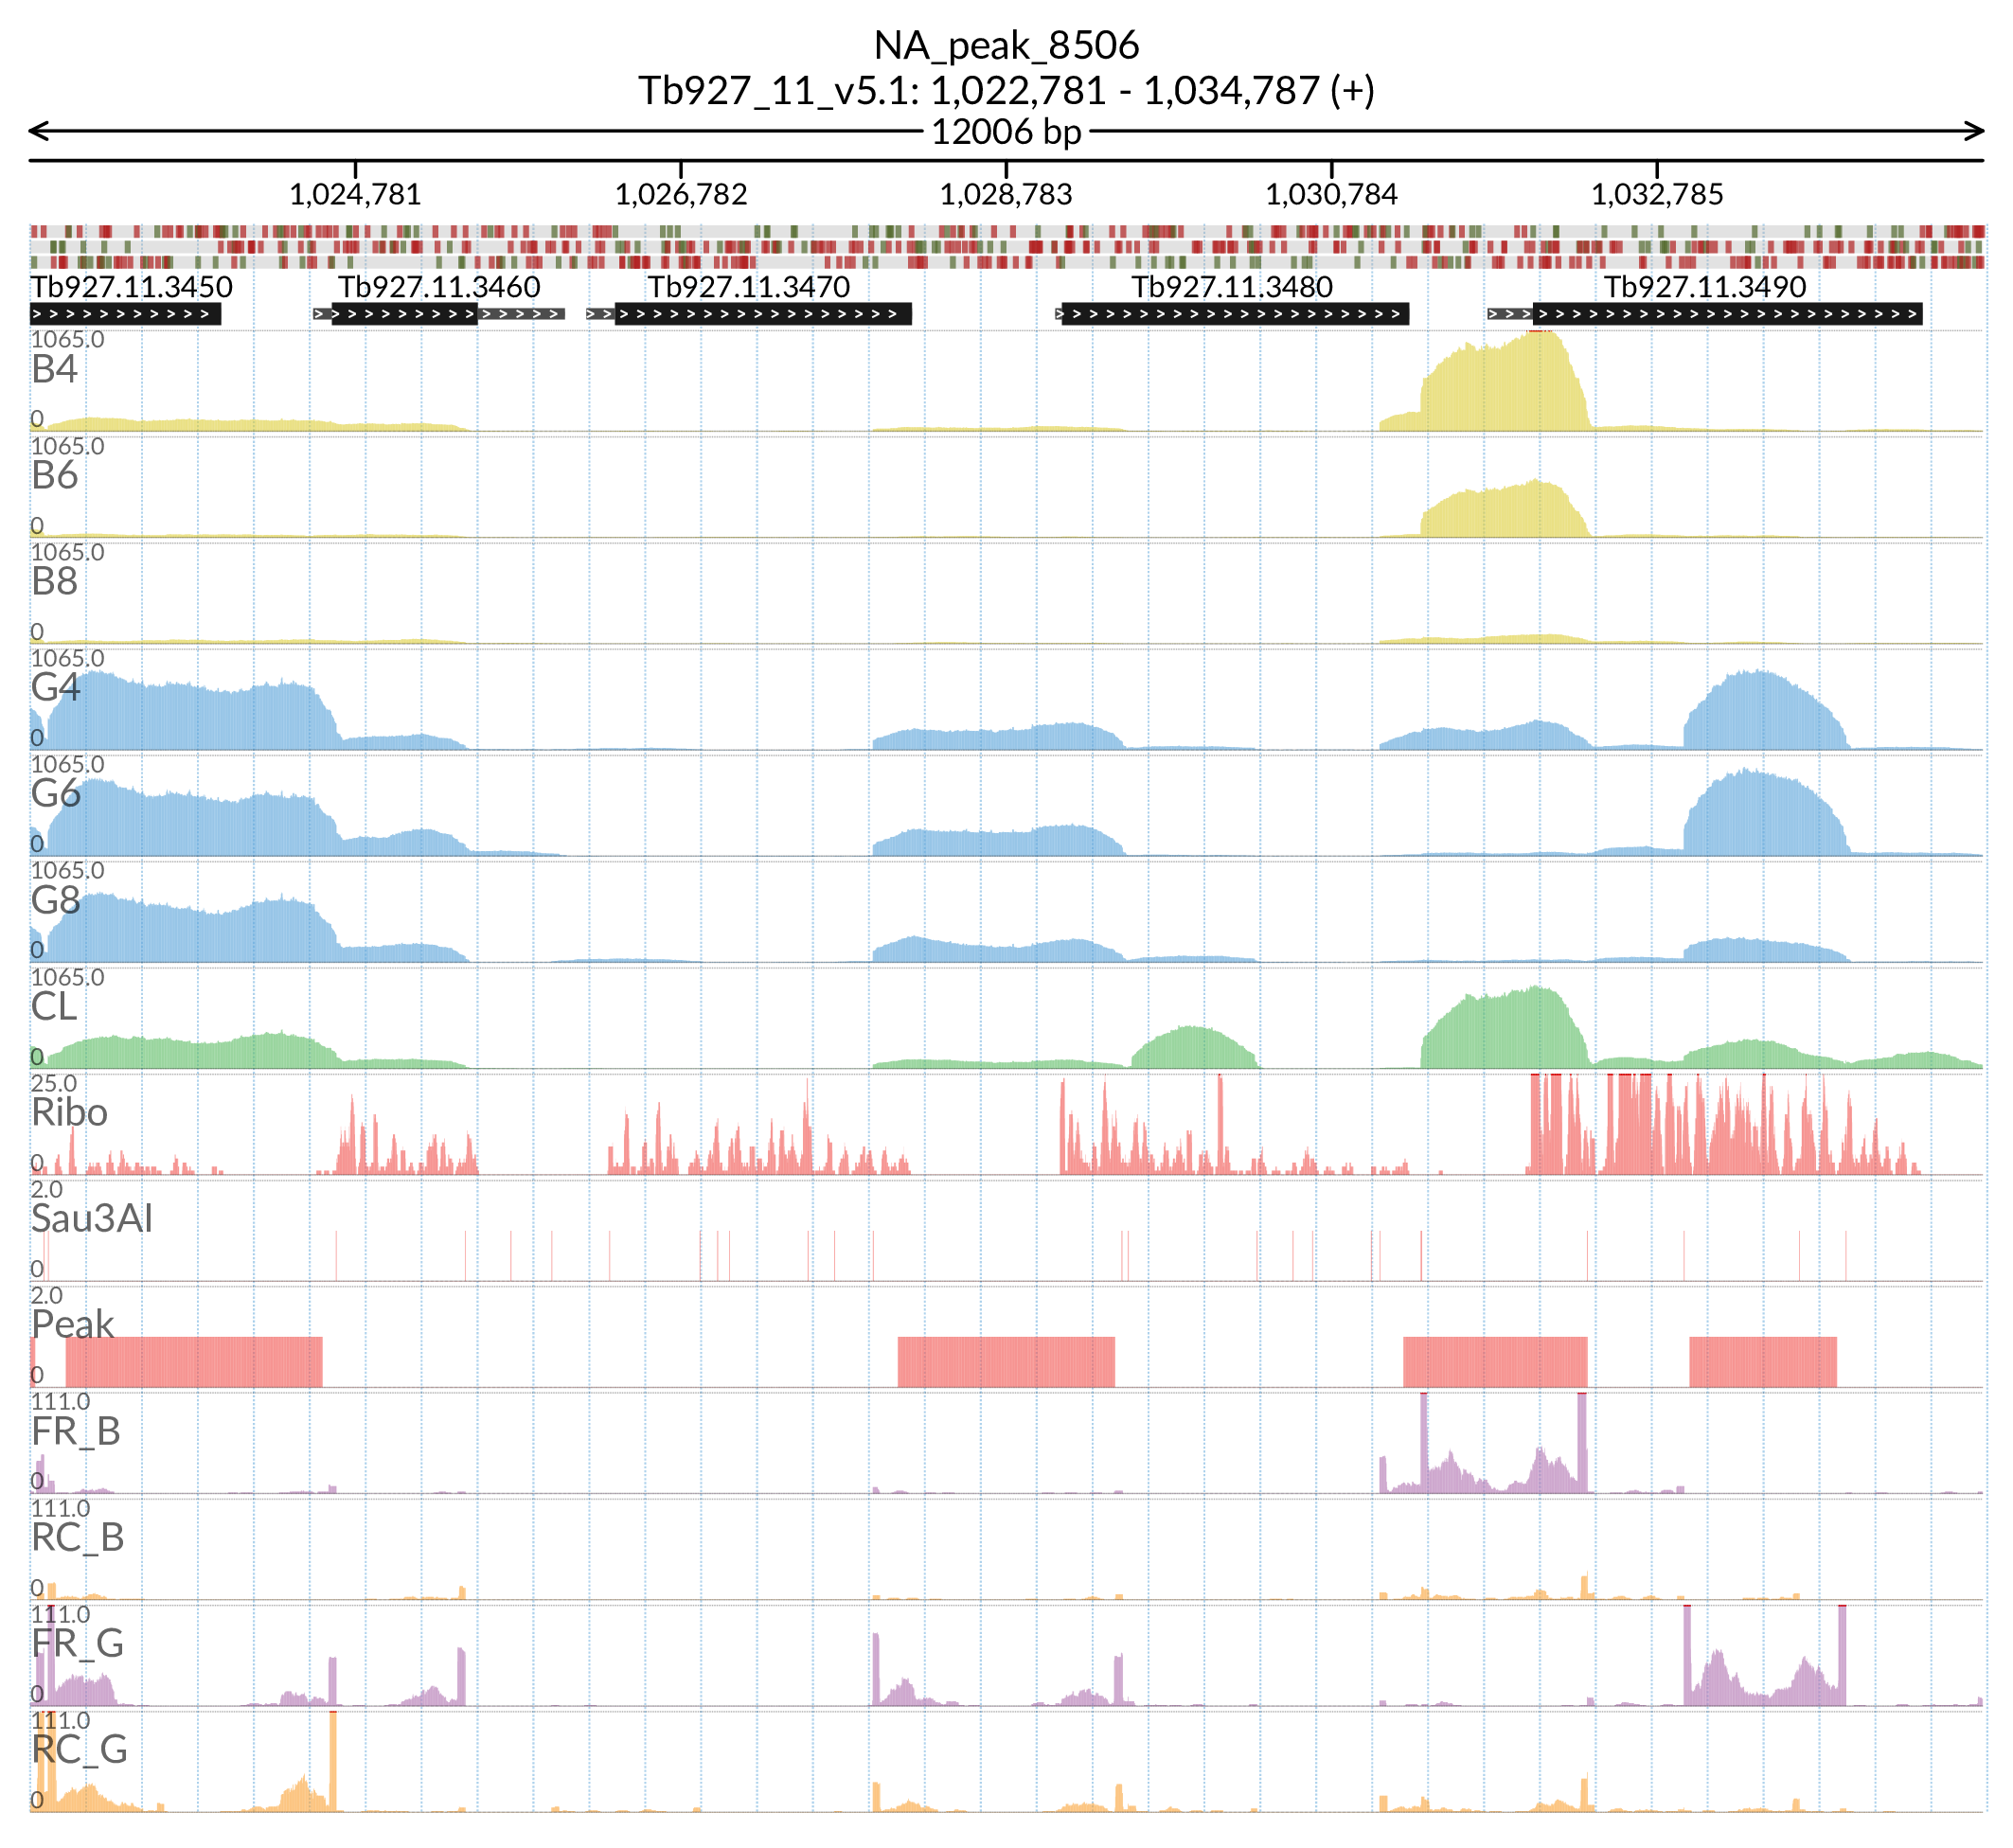 NA_peak_8506
Tb927_11_v5.1: 1,022,781 - 1,034,787 (+)
12006 bp
1,024,781 1,026,782 1,028,783 1,030,784 1,032,785
Tb927.11.3450 Tb927.11.3460 Tb927.11.3470 Tb927.11.3480 Tb927.11.3490
1065.0
B4
0
1065.0
B6
0
1065.0
B8
0
1065.0
G4
0
1065.0
G6
0
1065.0
G8
0
1065.0
CL
0
25.0
Ribo
0
2.0
Sau3AI
0
2.0
Peak
0
111.0
FR_B
0
111.0
RC_B
0
111.0
FR_G
0
111.0
RC_G
0